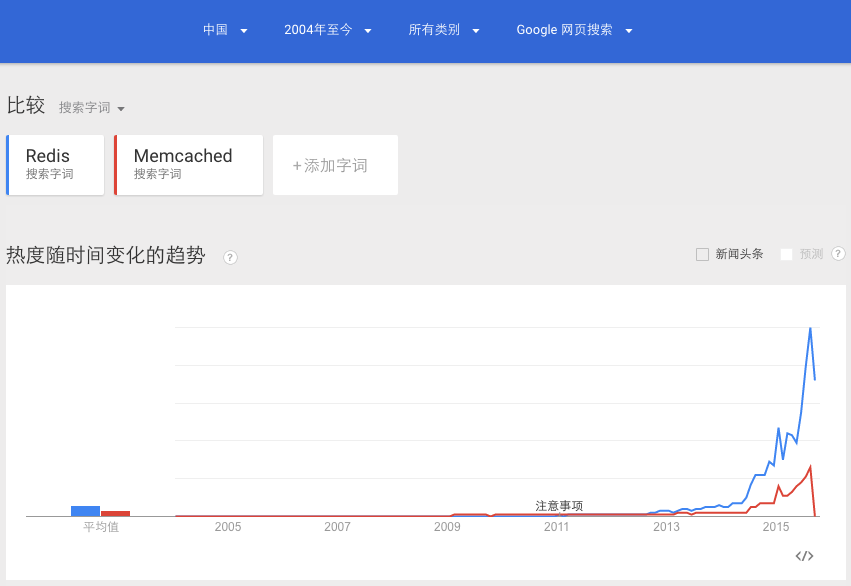 中国 2004年至今 所有类别 Google 网页搜索
比较 搜索字词
Redis
搜索字词
Memcached
搜索字词
+添加字词
热度随时间变化的趋势 ?
新闻头条 预测 ?
注意事项
平均值 2005 2007 2009 2011 2013 2015
</>